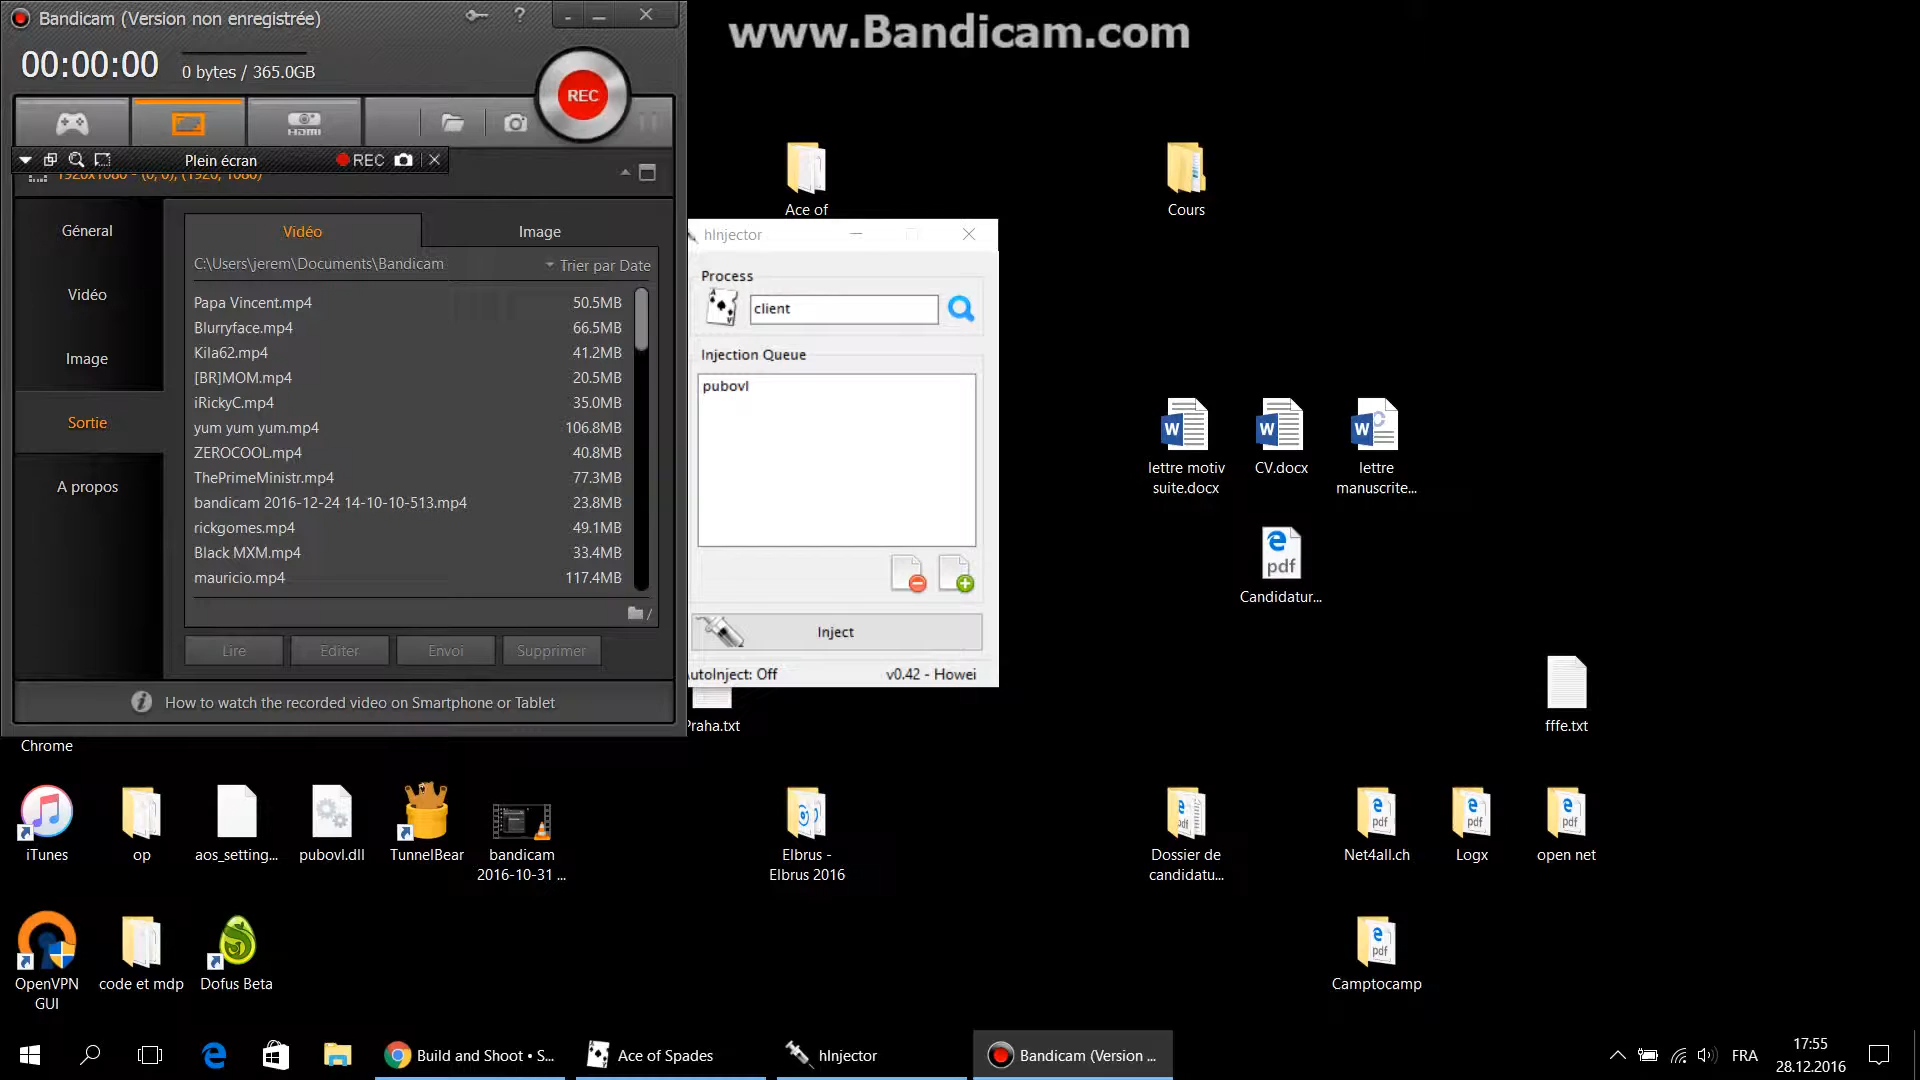 Bandicam (Version non enregistrée)
?
www.Bandicam.com
00:00:00
0 bytes / 365.0GB
REC
HDMI
Plein écran
REC
1920x1080 - (0, 0), (1920, 1080)
Géneral
Vidéo
Image
Sortie
A propos
Vidéo
Image
C:\Users\jerem\Documents\Bandicam
Trier par Date
Papa Vincent.mp4 50.5MB
Blurryface.mp4 66.5MB
Kila62.mp4 41.2MB
[BR]MOM.mp4 20.5MB
iRickyC.mp4 35.0MB
yum yum yum.mp4 106.8MB
ZEROCOOL.mp4 40.8MB
ThePrimeMinistr.mp4 77.3MB
bandicam 2016-12-24 14-10-10-513.mp4 23.8MB
rickgomes.mp4 49.1MB
Black MXM.mp4 33.4MB
mauricio.mp4 117.4MB
/
Lire
Editer
Envoi
Supprimer
How to watch the recorded video on Smartphone or Tablet
hInjector
Process
client
Injection Queue
pubovl
Inject
utoInject: Off
v0.42 - Howei
Ace of
Cours
lettre motiv
suite.docx
CV.docx
lettre
manuscrite...
pdf
Candidatur...
Praha.txt
fffe.txt
Chrome
iTunes
op
aos_setting...
pubovl.dll
TunnelBear
bandicam
2016-10-31 ...
Elbrus -
Elbrus 2016
Dossier de
candidatu...
Net4all.ch
Logx
open net
OpenVPN
GUI
code et mdp
Dofus Beta
Camptocamp
Build and Shoot • S...
Ace of Spades
hInjector
Bandicam (Version ...
FRA
17:55
28.12.2016